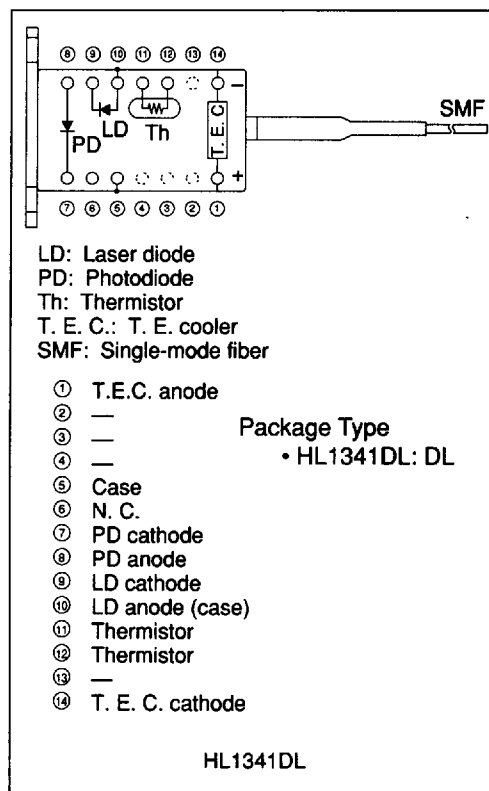 ⑧ ⑨ ⑩ ⑪ ⑫ ⑬ ⑭
−
LD
PD
Th
T. E. C
SMF
+
⑦ ⑥ ⑤ ④ ③ ② ①
LD: Laser diode
PD: Photodiode
Th: Thermistor
T. E. C.: T. E. cooler
SMF: Single-mode fiber
① T.E.C. anode
② —
③ —
④ —
⑤ Case
⑥ N. C.
⑦ PD cathode
⑧ PD anode
⑨ LD cathode
⑩ LD anode (case)
⑪ Thermistor
⑫ Thermistor
⑬ —
⑭ T. E. C. cathode
Package Type
• HL1341DL: DL
HL1341DL